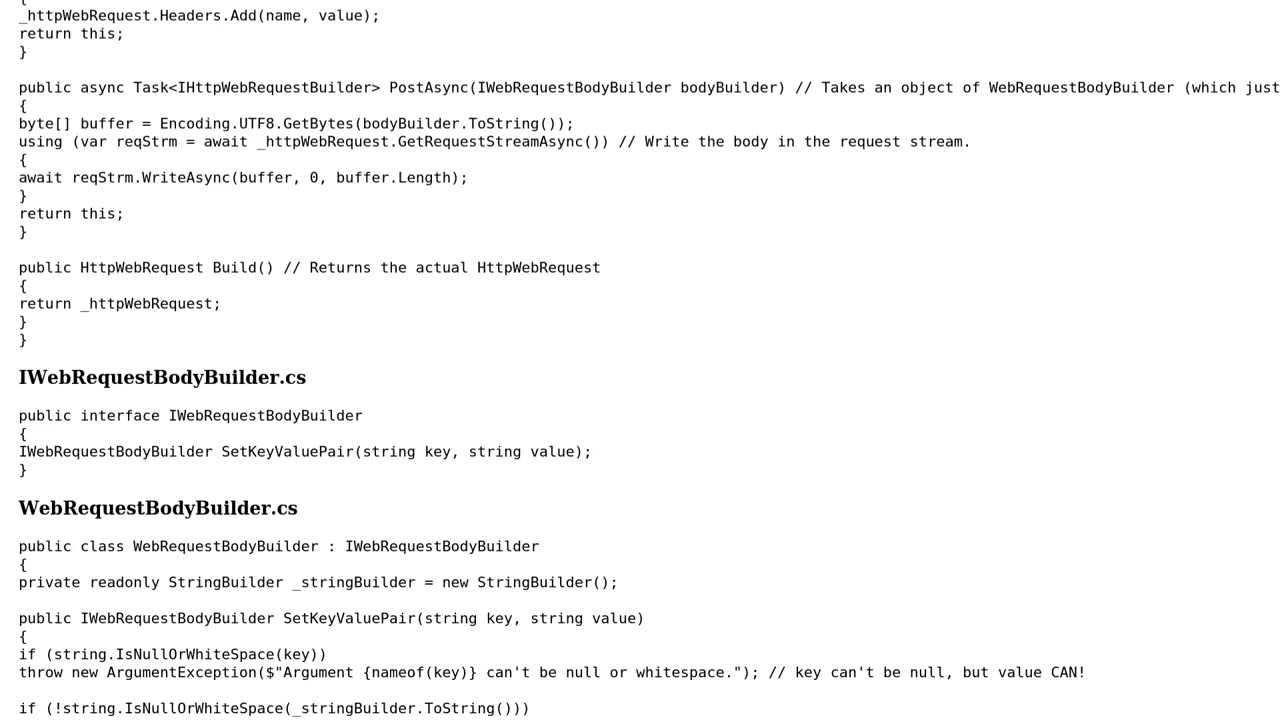 {
_httpWebRequest.Headers.Add(name, value);
return this;
}
public async Task<IHttpWebRequestBuilder> PostAsync(IWebRequestBodyBuilder bodyBuilder) // Takes an object of WebRequestBodyBuilder (which just
{
byte[] buffer = Encoding.UTF8.GetBytes(bodyBuilder.ToString());
using (var reqStrm = await _httpWebRequest.GetRequestStreamAsync()) // Write the body in the request stream.
{
await reqStrm.WriteAsync(buffer, 0, buffer.Length);
}
return this;
}
public HttpWebRequest Build() // Returns the actual HttpWebRequest
{
return _httpWebRequest;
}
}
IWebRequestBodyBuilder.cs
public interface IWebRequestBodyBuilder
{
IWebRequestBodyBuilder SetKeyValuePair(string key, string value);
}
WebRequestBodyBuilder.cs
public class WebRequestBodyBuilder : IWebRequestBodyBuilder
{
private readonly StringBuilder _stringBuilder = new StringBuilder();
public IWebRequestBodyBuilder SetKeyValuePair(string key, string value)
{
if (string.IsNullOrWhiteSpace(key))
throw new ArgumentException($"Argument {nameof(key)} can't be null or whitespace."); // key can't be null, but value CAN!
if (!string.IsNullOrWhiteSpace(_stringBuilder.ToString()))